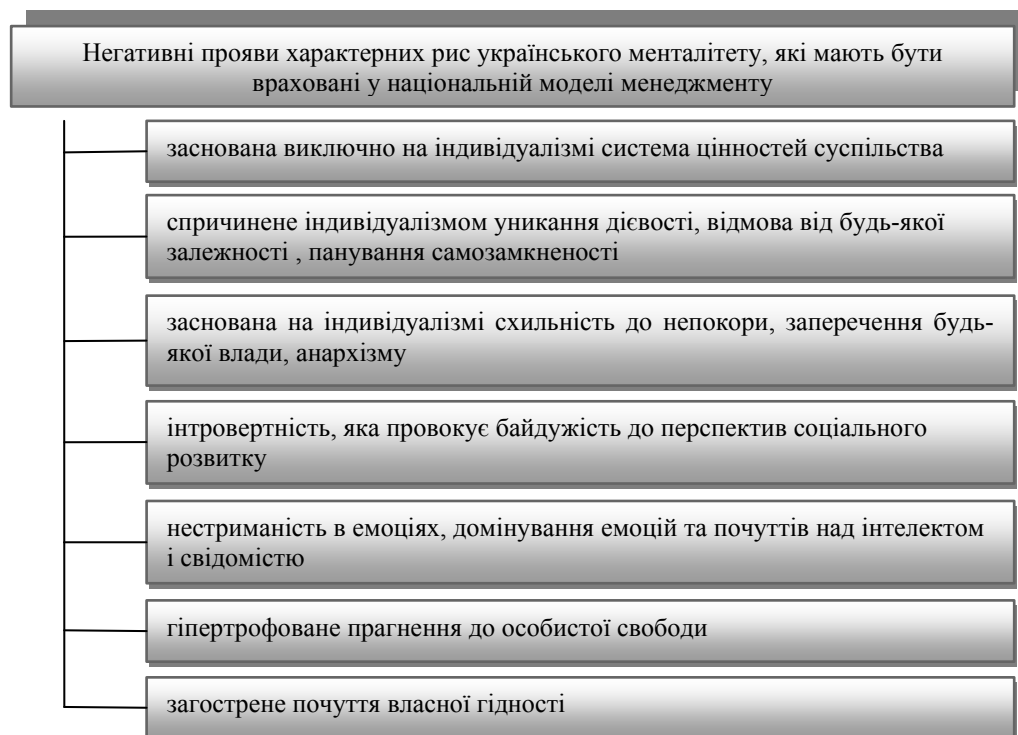 Негативні прояви характерних рис українського менталітету, які мають бути
враховані у національній моделі менеджменту
заснована виключно на індивідуалізмі система цінностей суспільства
спричинене індивідуалізмом уникання дієвості, відмова від будь-якої
залежності , панування самозамкненості
заснована на індивідуалізмі схильність до непокори, заперечення будь-
якої влади, анархізму
інтровертність, яка провокує байдужість до перспектив соціального
розвитку
нестриманість в емоціях, домінування емоцій та почуттів над інтелектом
і свідомістю
гіпертрофоване прагнення до особистої свободи
загострене почуття власної гідності